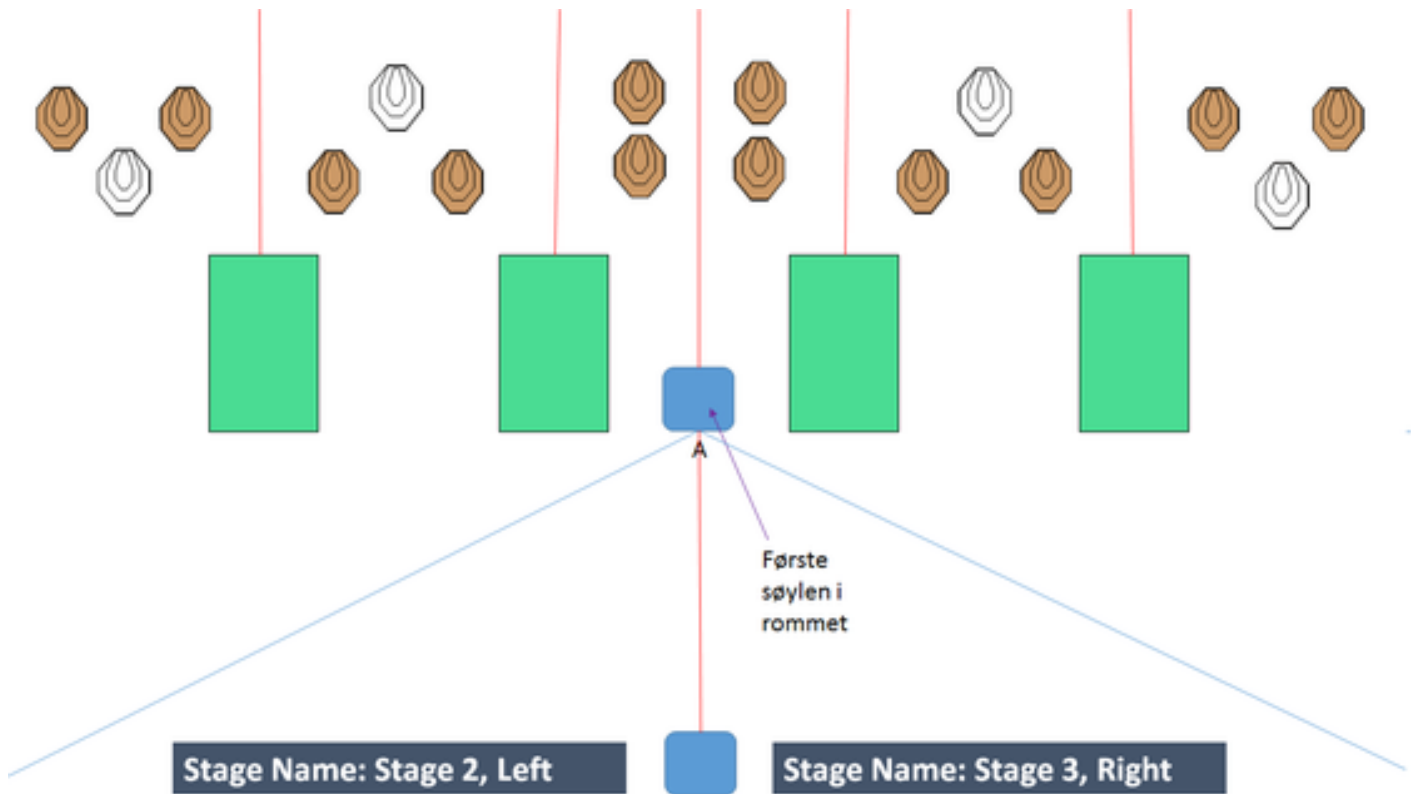 A
Første
søylen i
rommet
Stage Name: Stage 2, Left
Stage Name: Stage 3, Right